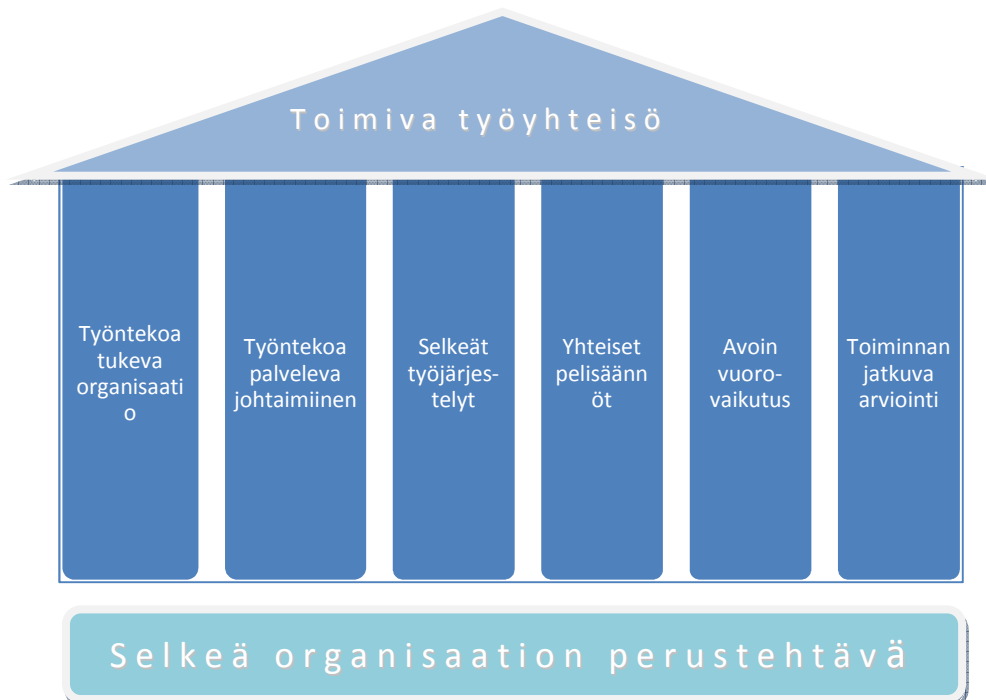 Toimiva työyhteisö
Työntekoa
tukeva
organisaati
o
Työntekoa
palveleva
johtaimiinen
Selkeät
työjärjes-
telyt
Yhteiset
pelisäänn
öt
Avoin
vuoro-
vaikutus
Toiminnan
jatkuva
arviointi
Selkeä organisaation perustehtävä